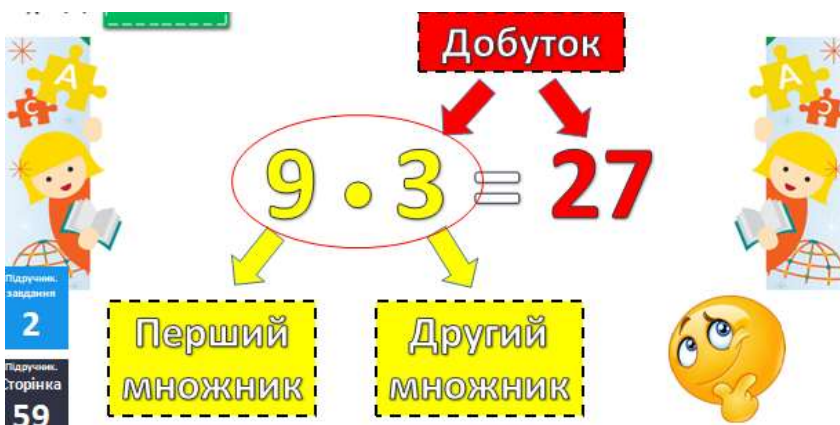 Добуток
9 • 3 = 27
Перший
множник
Другий
множник
Підручник.
завдання
2
Підручник.
Сторінка
59
А
С
А
С